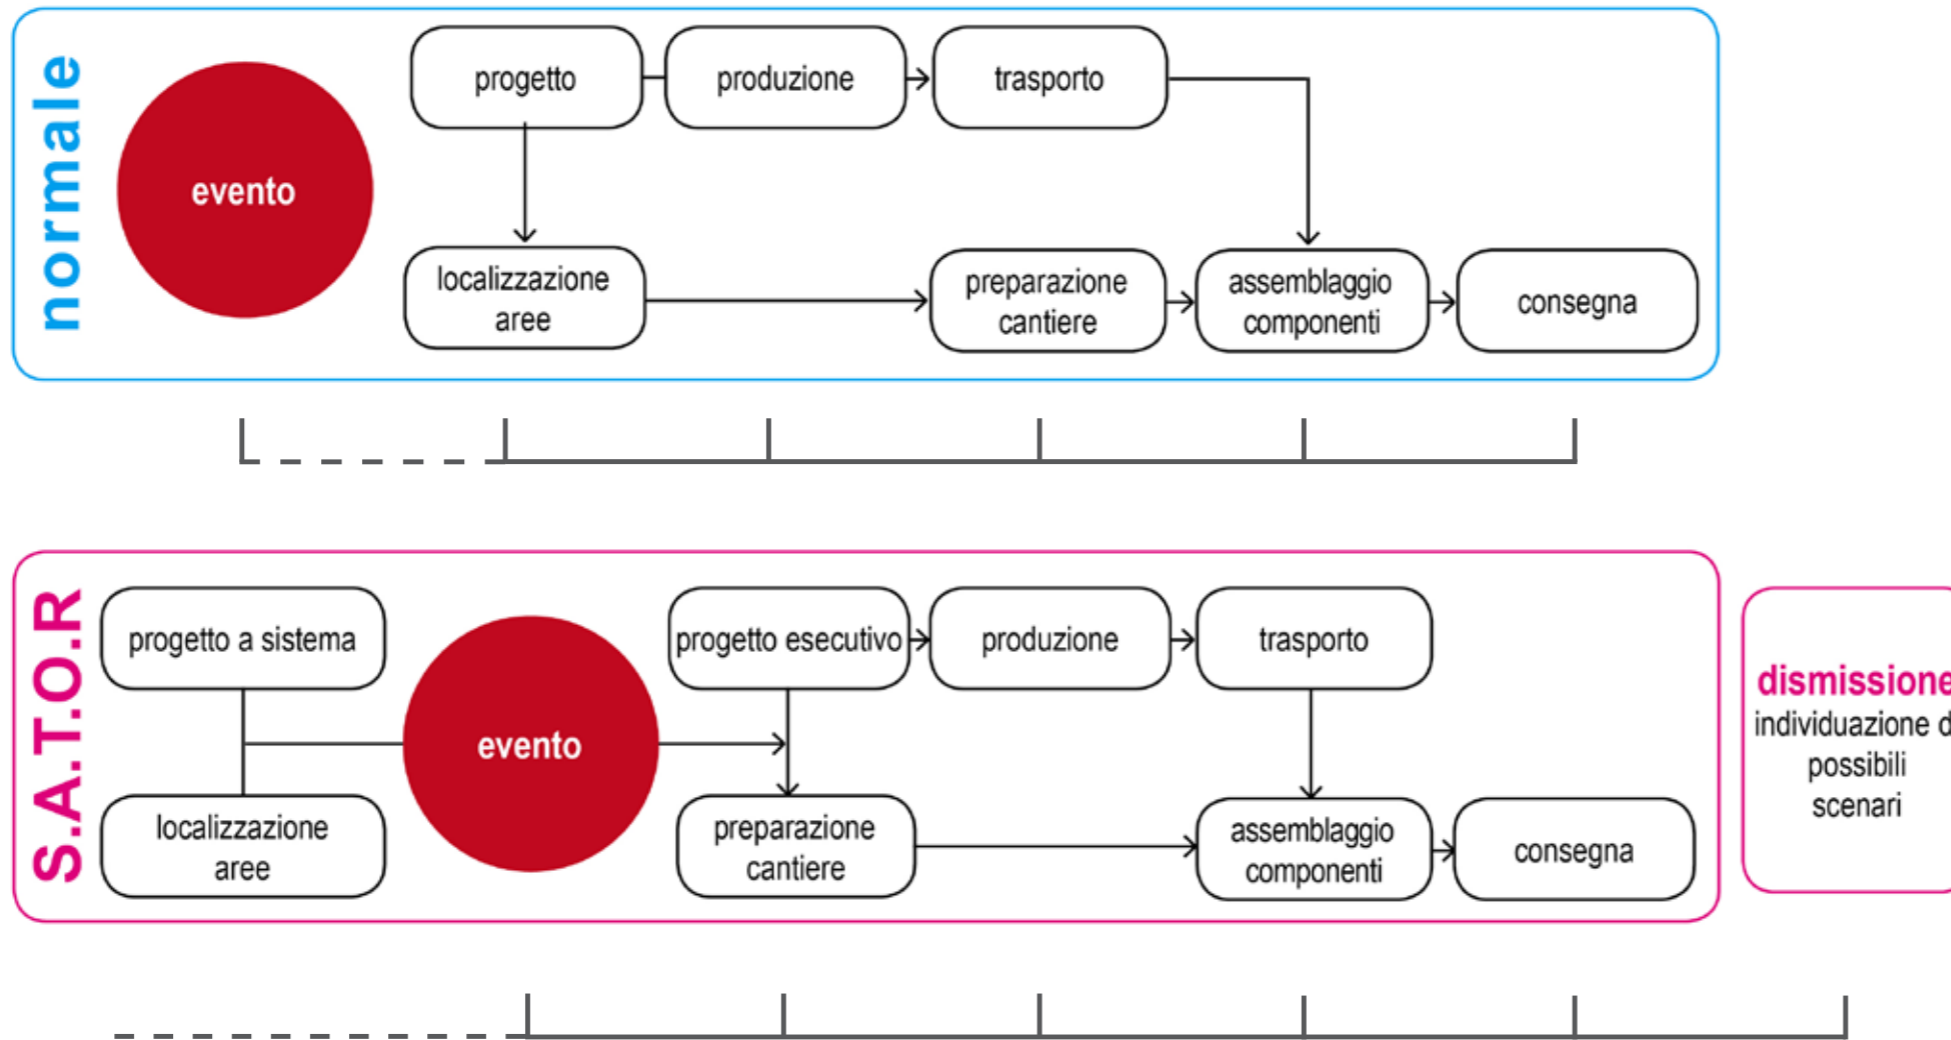 normale
evento
progetto
produzione
trasporto
localizzazione
aree
preparazione
cantiere
assemblaggio
componenti
consegna
S.A.T.O.R
progetto a sistema
localizzazione
aree
evento
progetto esecutivo
produzione
trasporto
preparazione
cantiere
assemblaggio
componenti
consegna
dismissione
individuazione d
possibili
scenari